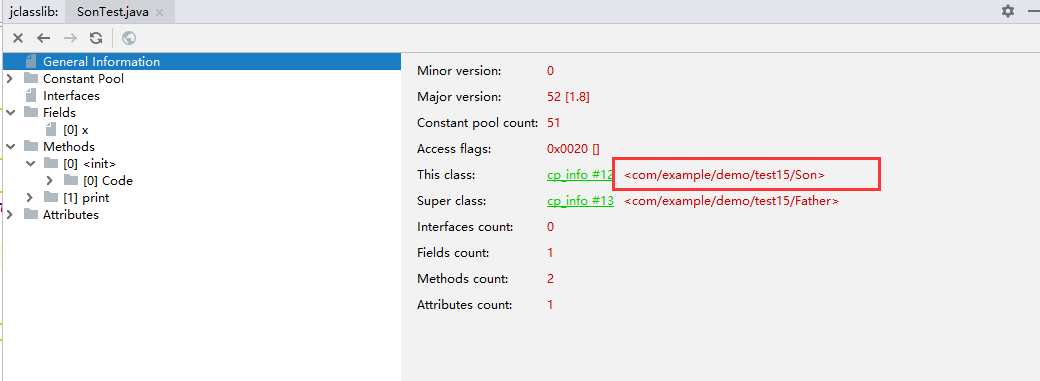 jclasslib: SonTest.java
General Information
Constant Pool
Interfaces
Fields
[0] x
Methods
[0] <init>
[0] Code
[1] print
Attributes
Minor version: 0
Major version: 52 [1.8]
Constant pool count: 51
Access flags: 0x0020 []
This class: cp_info #12 <com/example/demo/test15/Son>
Super class: cp_info #13 <com/example/demo/test15/Father>
Interfaces count: 0
Fields count: 1
Methods count: 2
Attributes count: 1